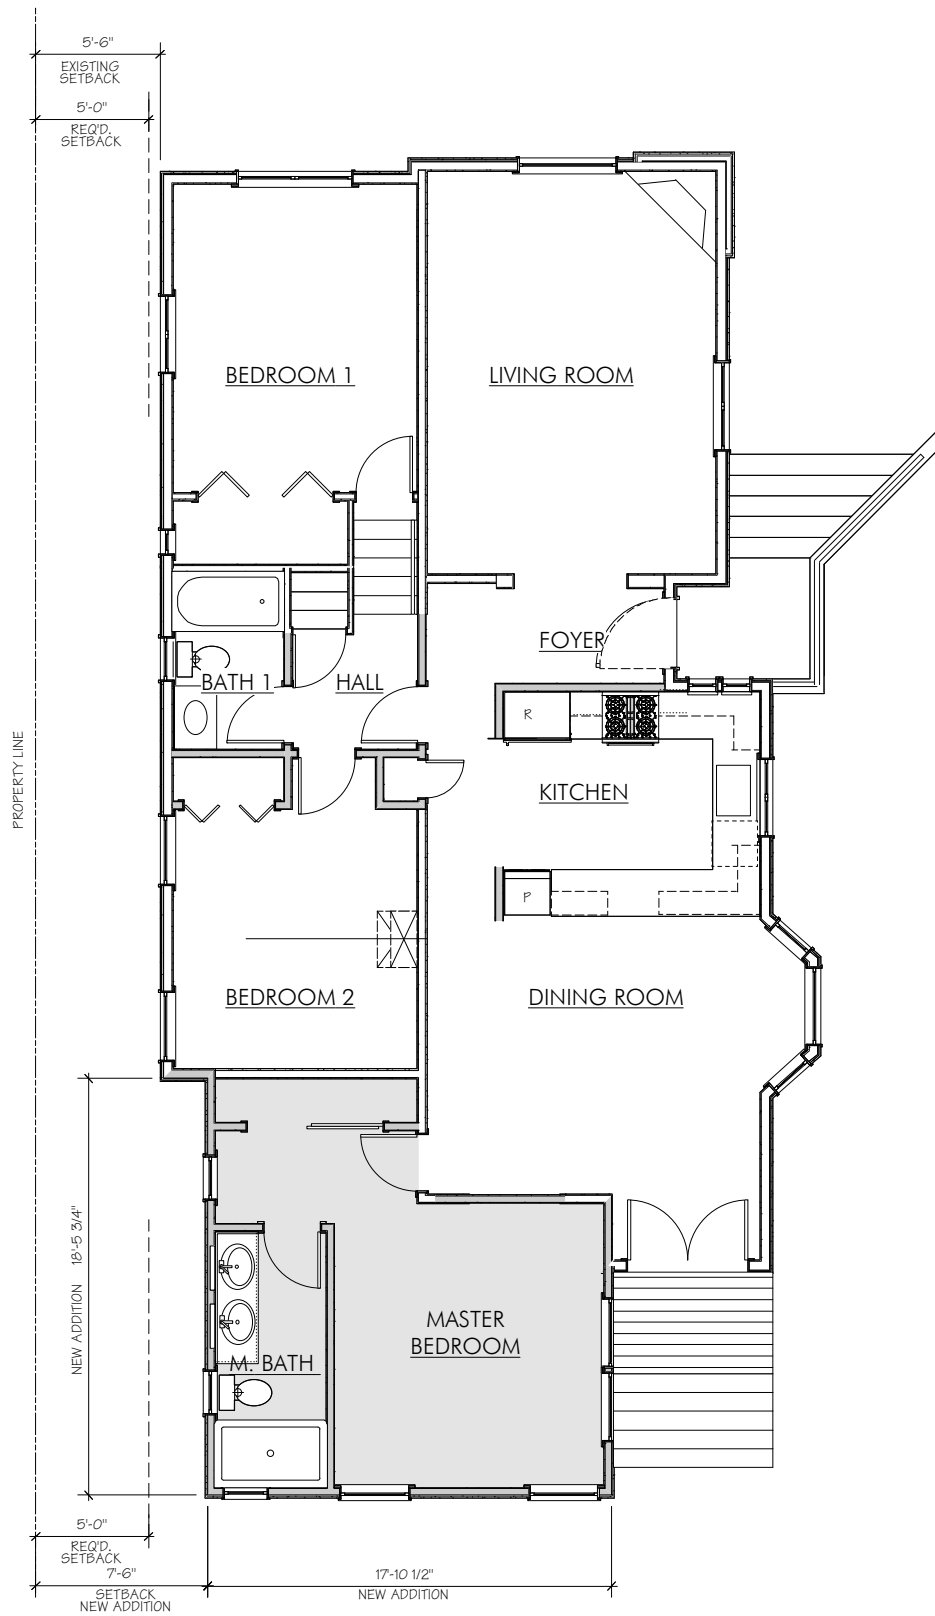 5'-6"
EXISTING
SETBACK
5'-0"
REQ'D.
SETBACK
BEDROOM 1
LIVING ROOM
FOYER
BATH 1
HALL
R
KITCHEN
PROPERTY LINE
P
BEDROOM 2
DINING ROOM
NEW ADDITION 18'-5 3/4"
MASTER
BEDROOM
M. BATH
5'-0"
REQ'D.
SETBACK
7'-6"
SETBACK
NEW ADDITION
17'-10 1/2"
NEW ADDITION